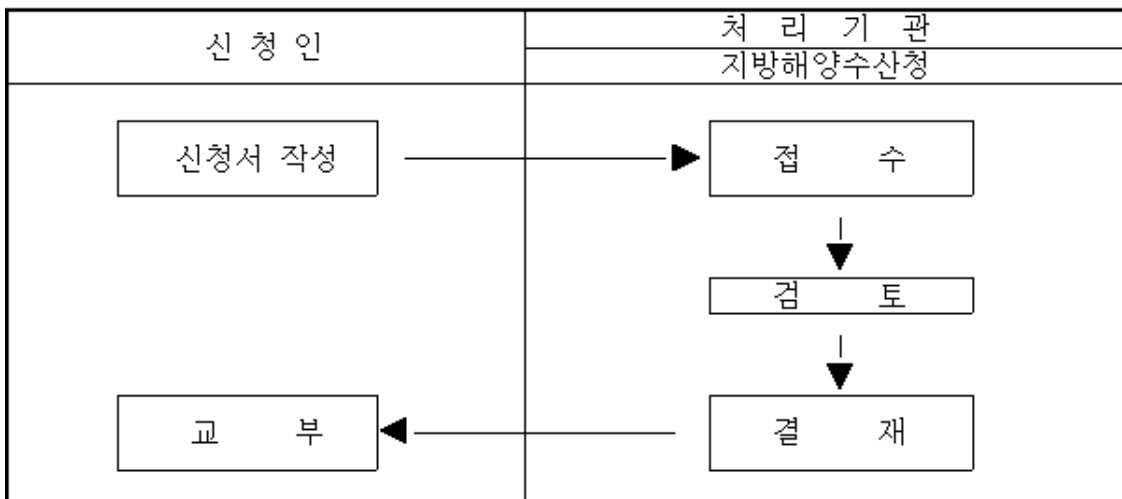 신 청 인
처 리 기 관
지방해양수산청
신청서 작성
접 수
검 토
교 부
결 재